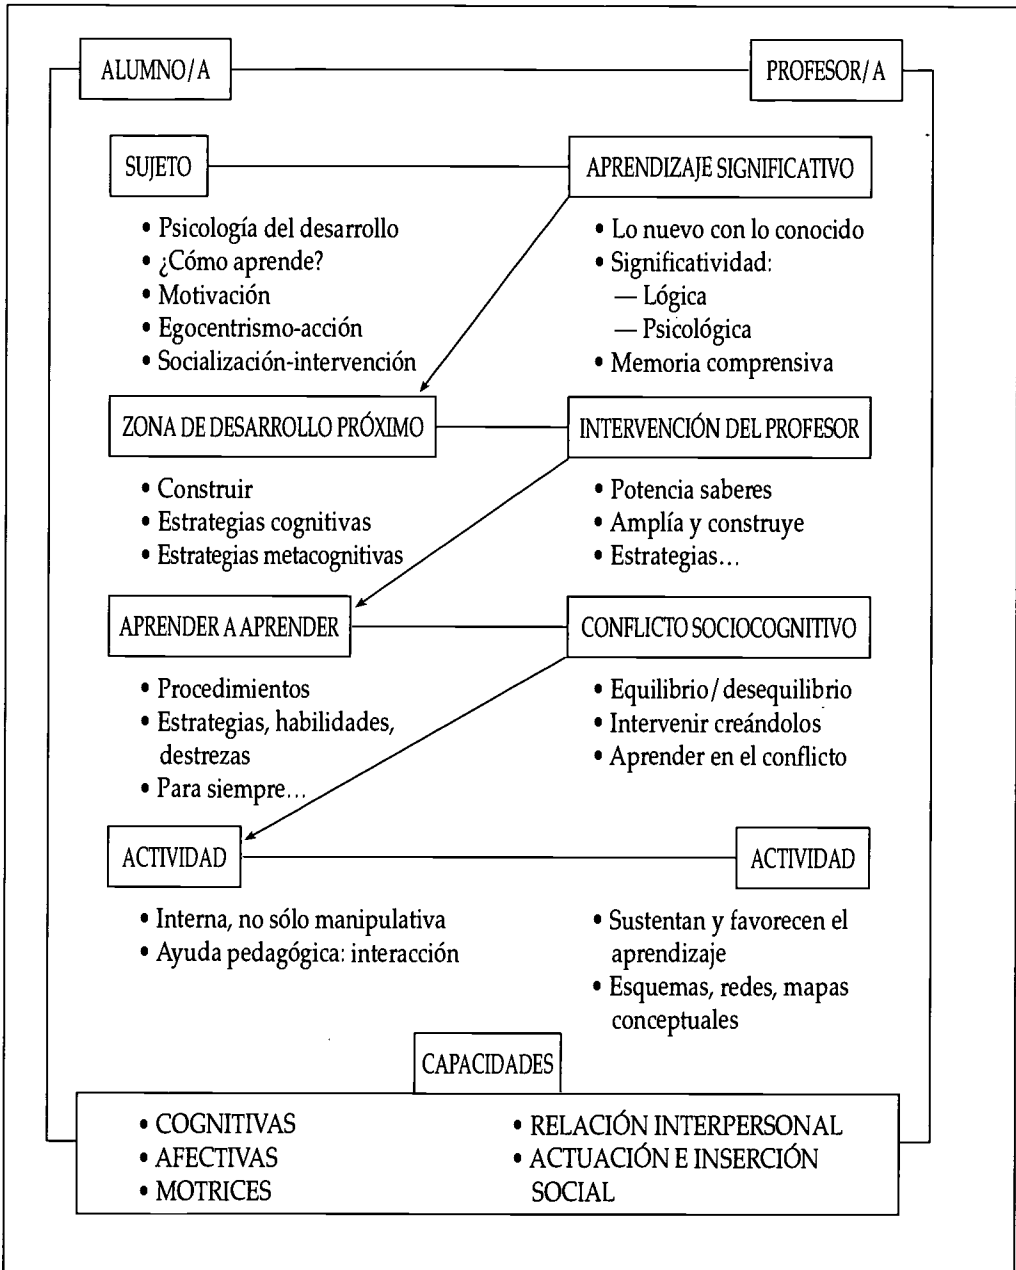 ALUMNO/A
PROFESOR/A
SUJETO
• Psicología del desarrollo
• ¿Cómo aprende?
• Motivación
• Egocentrismo-acción
• Socialización-intervención
APRENDIZAJE SIGNIFICATIVO
• Lo nuevo con lo conocido
• Significatividad:
— Lógica
— Psicológica
• Memoria comprensiva
ZONA DE DESARROLLO PRÓXIMO
• Construir
• Estrategias cognitivas
• Estrategias metacognitivas
INTERVENCIÓN DEL PROFESOR
• Potencia saberes
• Amplía y construye
• Estrategias...
APRENDER A APRENDER
• Procedimientos
• Estrategias, habilidades,
destrezas
• Para siempre...
CONFLICTO SOCIOCOGNITIVO
• Equilibrio/desequilibrio
• Intervenir creándolos
• Aprender en el conflicto
ACTIVIDAD
• Interna, no sólo manipulativa
• Ayuda pedagógica: interacción
ACTIVIDAD
• Sustentan y favorecen el
aprendizaje
• Esquemas, redes, mapas
conceptuales
CAPACIDADES
• COGNITIVAS
• AFECTIVAS
• MOTRICES
• RELACIÓN INTERPERSONAL
• ACTUACIÓN E INSERCIÓN
SOCIAL